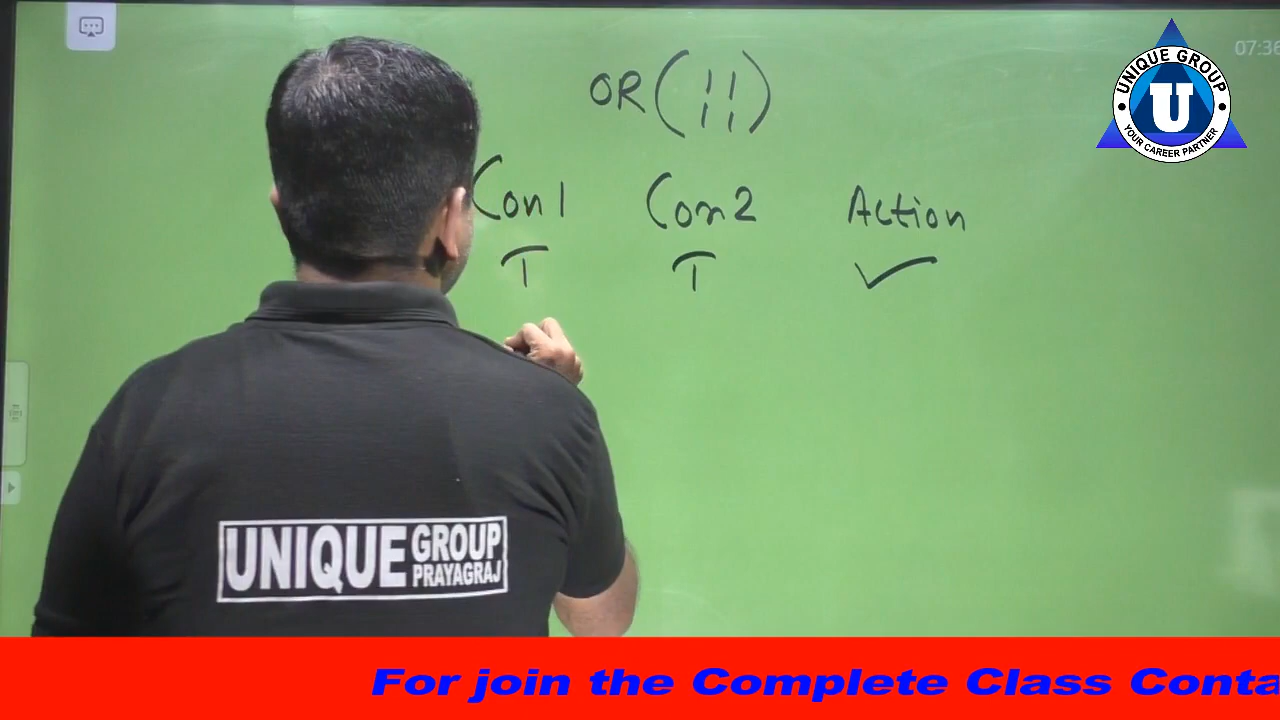 OR ( || )
Con1 Con2 Action
T T ✓
07:36
UNIQUE GROUP
U
YOUR CAREER PARTNER
UNIQUE GROUP
PRAYAGRAJ
For join the Complete Class Conta